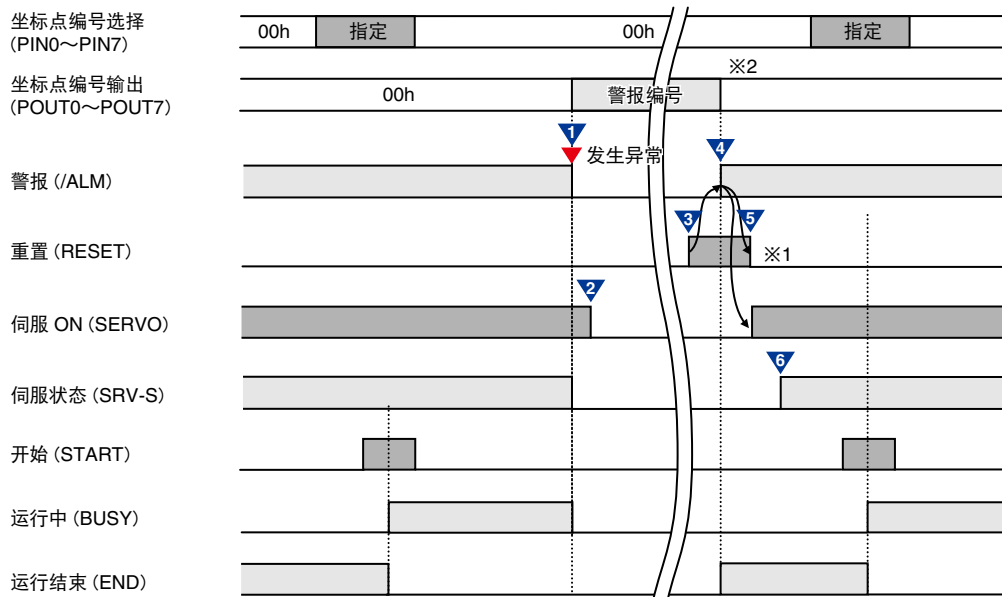 坐标点编号选择
(PIN0～PIN7)
00h 指定 00h 指定
坐标点编号输出
(POUT0～POUT7)
00h 警报编号 ※2
1 发生异常 4
警报 (/ALM)
3 5
重置 (RESET) ※1
2
伺服 ON (SERVO)
6
伺服状态 (SRV-S)
开始 (START)
运行中 (BUSY)
运行结束 (END)